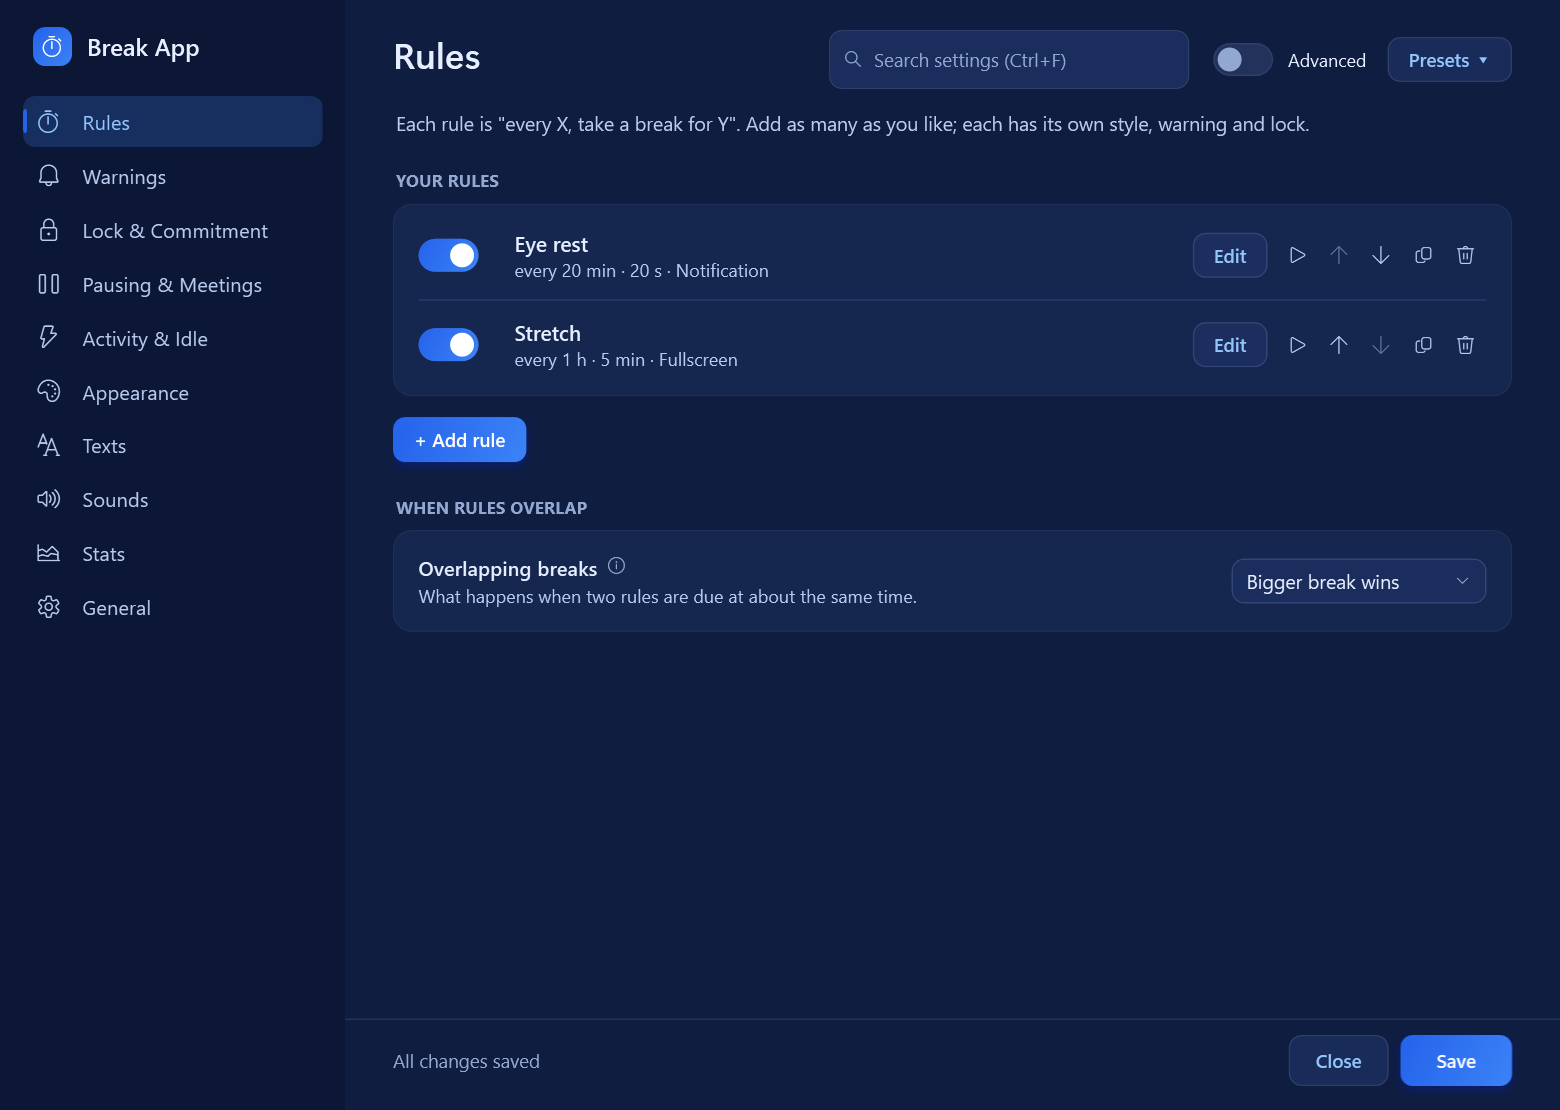 Break App
Rules
Warnings
Lock & Commitment
Pausing & Meetings
Activity & Idle
Appearance
Texts
Sounds
Stats
General
Rules
Search settings (Ctrl+F)
Advanced
Presets
Each rule is "every X, take a break for Y". Add as many as you like; each has its own style, warning and lock.
YOUR RULES
Eye rest
every 20 min · 20 s · Notification
Edit
Stretch
every 1 h · 5 min · Fullscreen
Edit
+ Add rule
WHEN RULES OVERLAP
Overlapping breaks
What happens when two rules are due at about the same time.
Bigger break wins
All changes saved
Close
Save